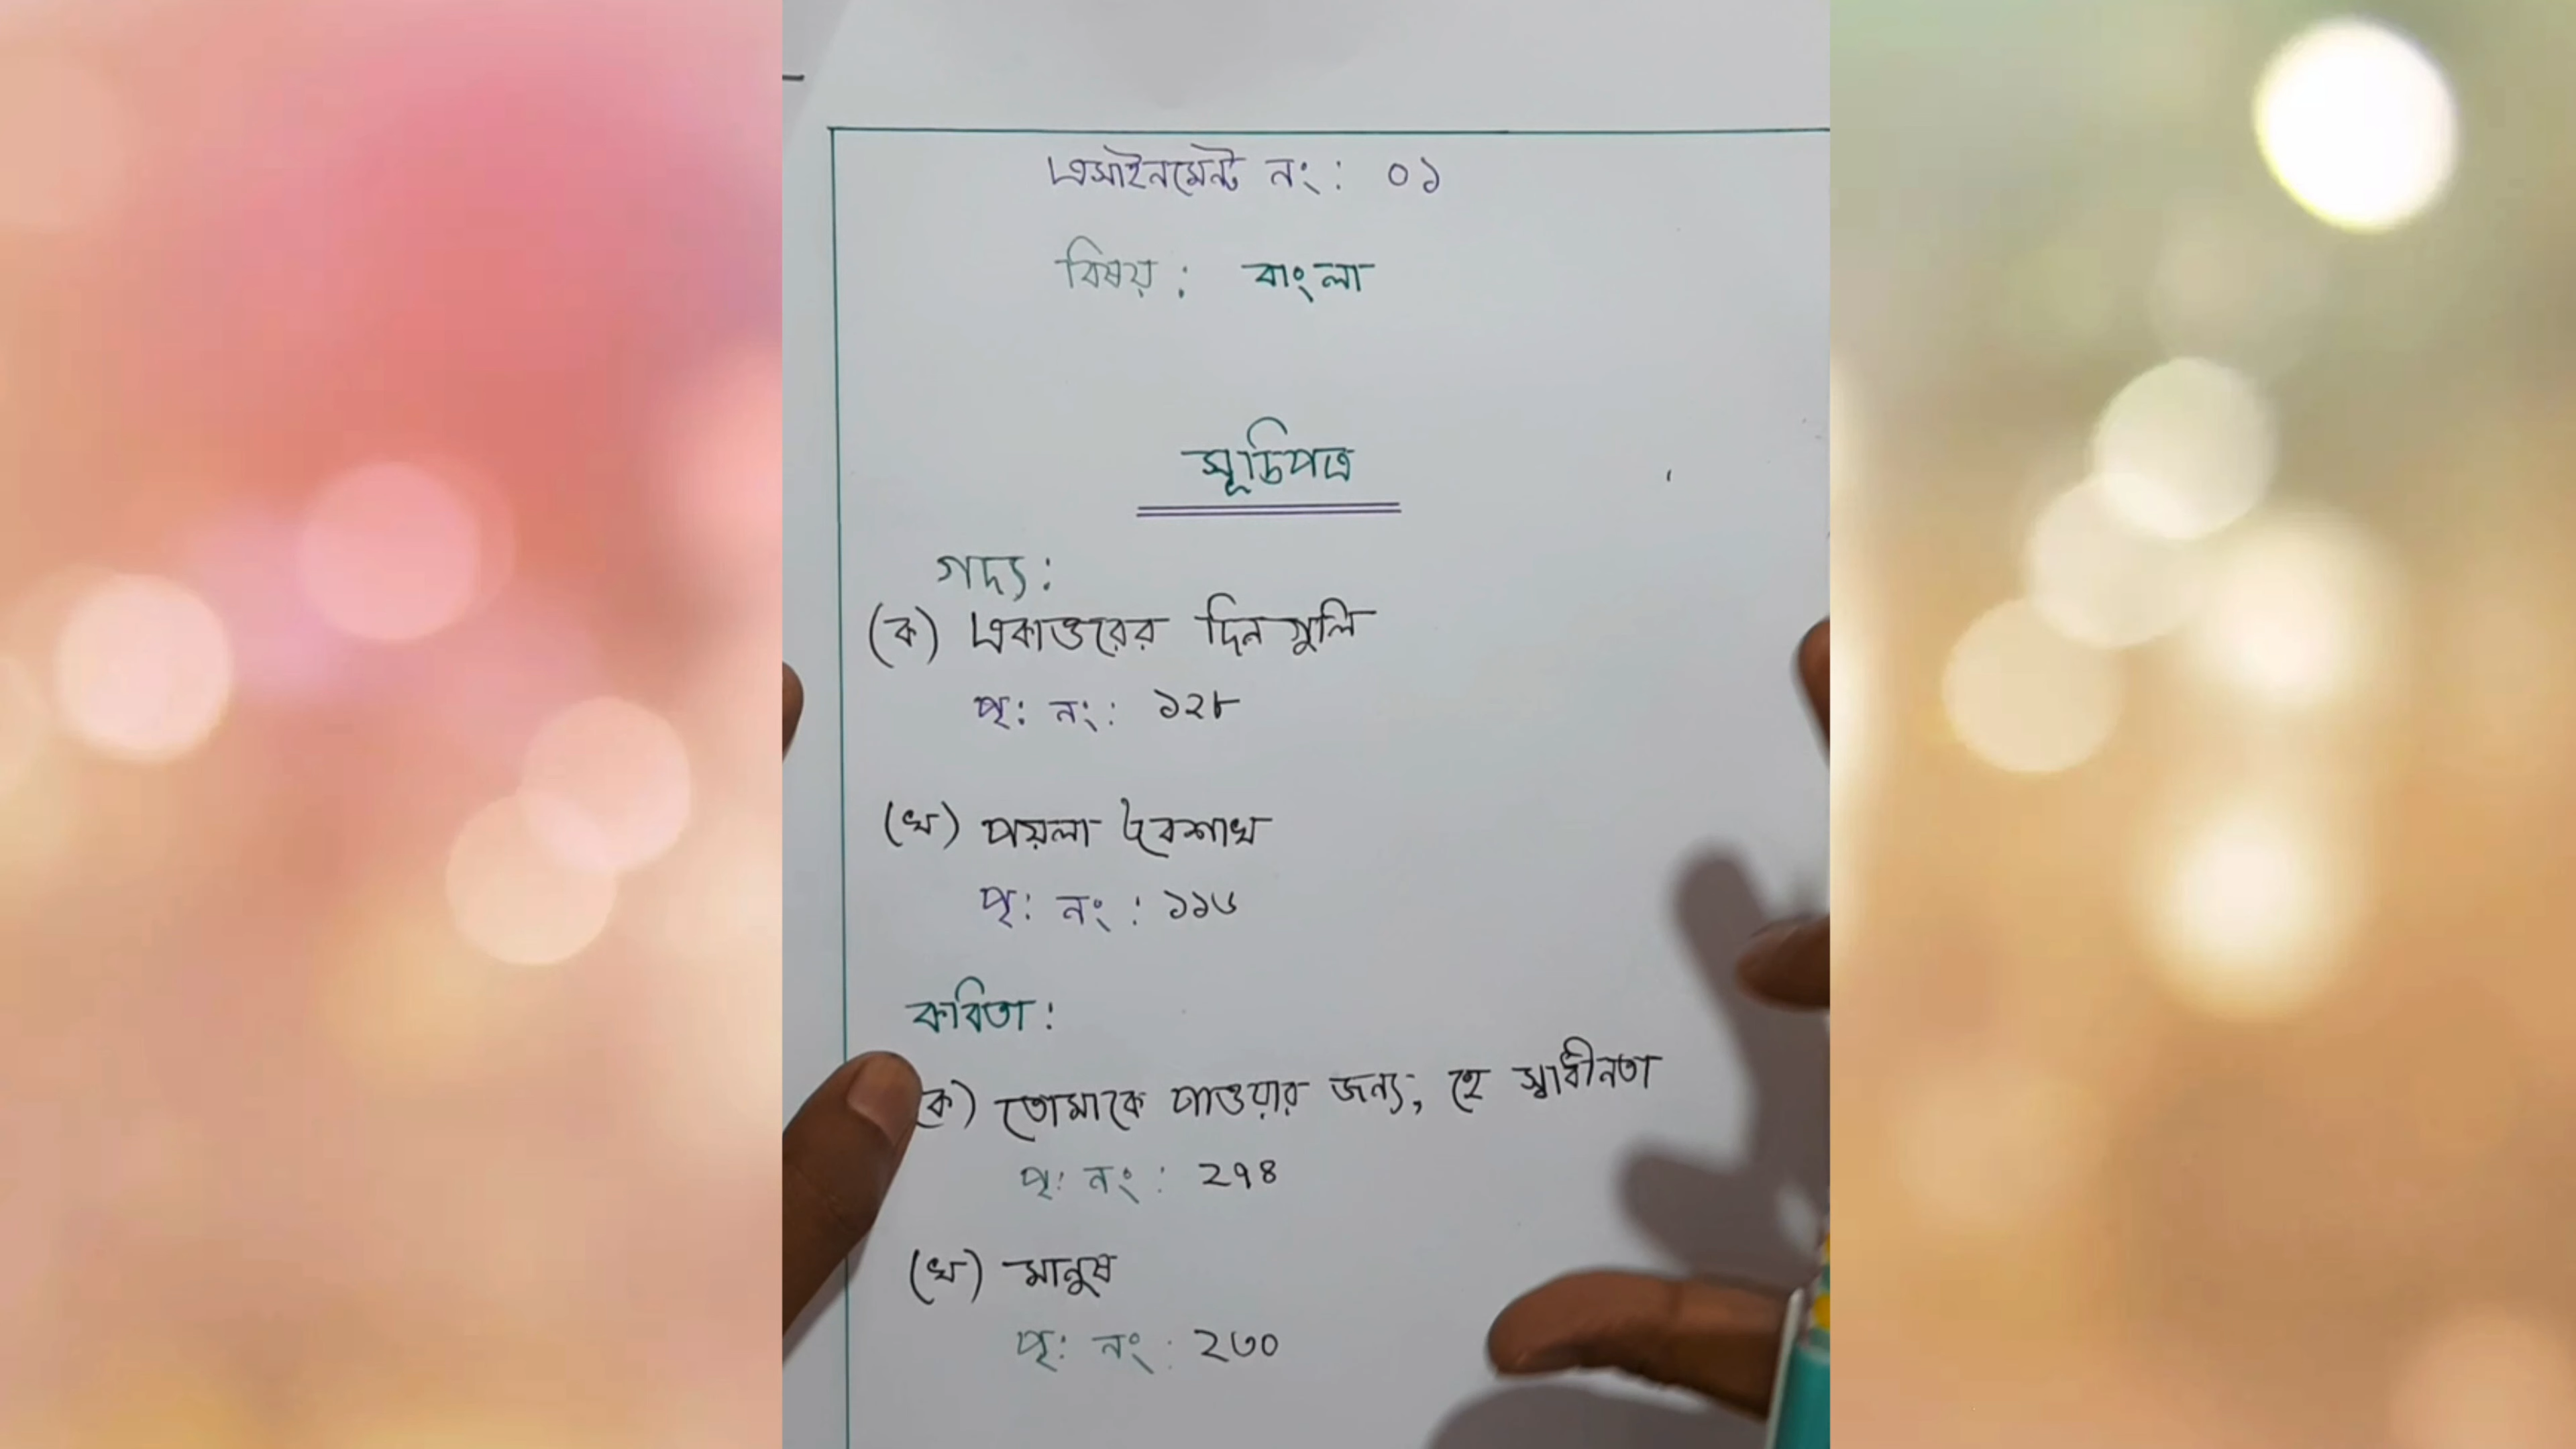 এসাইনমেন্ট নং: ০১
বিষয়: বাংলা
সূচিপত্র
গদ্য:
(ক) একাত্তরের দিনগুলি
পৃ: নং: ১২৮
(খ) পয়লা বৈশাখ
পৃ: নং: ১১৬
কবিতা:
(ক) তোমাকে পাওয়ার জন্য, হে স্বাধীনতা
পৃ: নং: ২৭৪
(খ) মানুষ
পৃ: নং: ২৩০